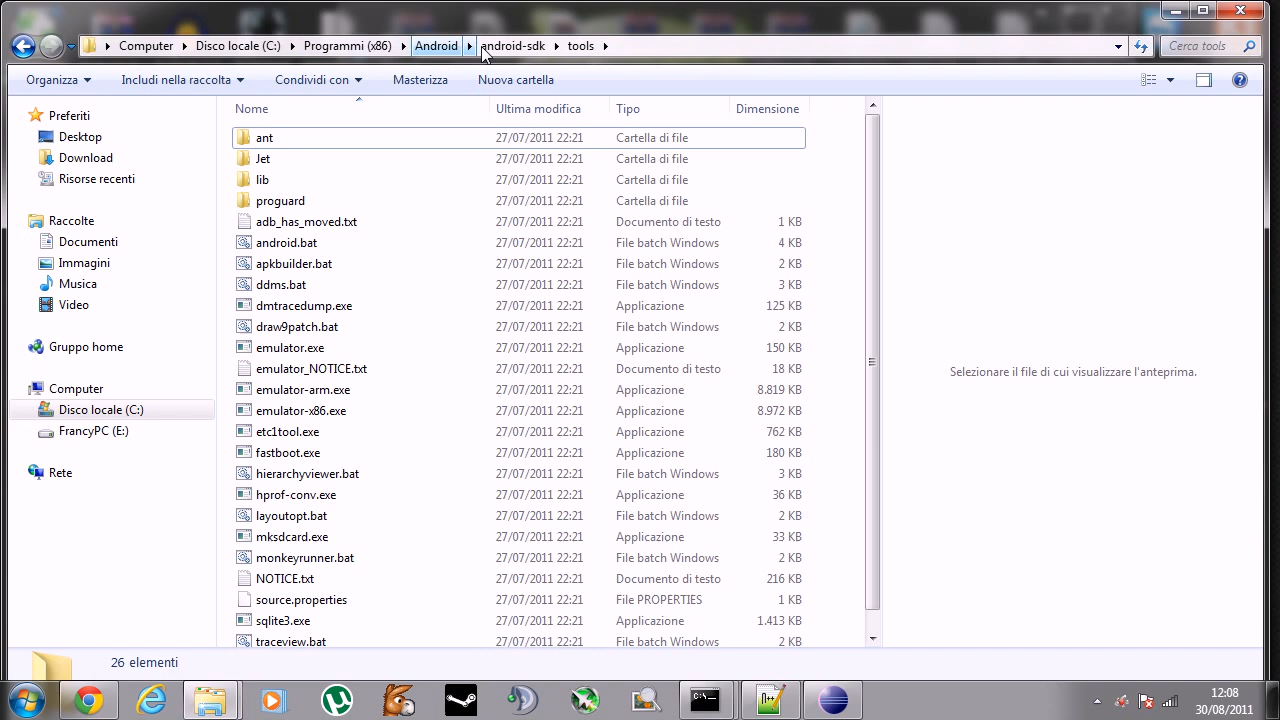 Computer Disco locale (C:) Programmi (x86) Android android-sdk tools Cerca tools
Organizza Includi nella raccolta Condividi con Masterizza Nuova cartella
Nome Ultima modifica Tipo Dimensione
Preferiti
Desktop
Download
Risorse recenti
Raccolte
Documenti
Immagini
Musica
Video
Gruppo home
Computer
Disco locale (C:)
FrancyPC (E:)
Rete
ant 27/07/2011 22:21 Cartella di file
Jet 27/07/2011 22:21 Cartella di file
lib 27/07/2011 22:21 Cartella di file
proguard 27/07/2011 22:21 Cartella di file
adb_has_moved.txt 27/07/2011 22:21 Documento di testo 1 KB
android.bat 27/07/2011 22:21 File batch Windows 4 KB
apkbuilder.bat 27/07/2011 22:21 File batch Windows 2 KB
ddms.bat 27/07/2011 22:21 File batch Windows 3 KB
dmtracedump.exe 27/07/2011 22:21 Applicazione 125 KB
draw9patch.bat 27/07/2011 22:21 File batch Windows 2 KB
emulator.exe 27/07/2011 22:21 Applicazione 150 KB
emulator_NOTICE.txt 27/07/2011 22:21 Documento di testo 18 KB
emulator-arm.exe 27/07/2011 22:21 Applicazione 8.819 KB
emulator-x86.exe 27/07/2011 22:21 Applicazione 8.972 KB
etc1tool.exe 27/07/2011 22:21 Applicazione 762 KB
fastboot.exe 27/07/2011 22:21 Applicazione 180 KB
hierarchyviewer.bat 27/07/2011 22:21 File batch Windows 3 KB
hprof-conv.exe 27/07/2011 22:21 Applicazione 36 KB
layoutopt.bat 27/07/2011 22:21 File batch Windows 2 KB
mksdcard.exe 27/07/2011 22:21 Applicazione 33 KB
monkeyrunner.bat 27/07/2011 22:21 File batch Windows 2 KB
NOTICE.txt 27/07/2011 22:21 Documento di testo 216 KB
source.properties 27/07/2011 22:21 File PROPERTIES 1 KB
sqlite3.exe 27/07/2011 22:21 Applicazione 1.413 KB
traceview.bat 27/07/2011 22:21 File batch Windows 2 KB
Selezionare il file di cui visualizzare l'anteprima.
26 elementi
12:08
30/08/2011